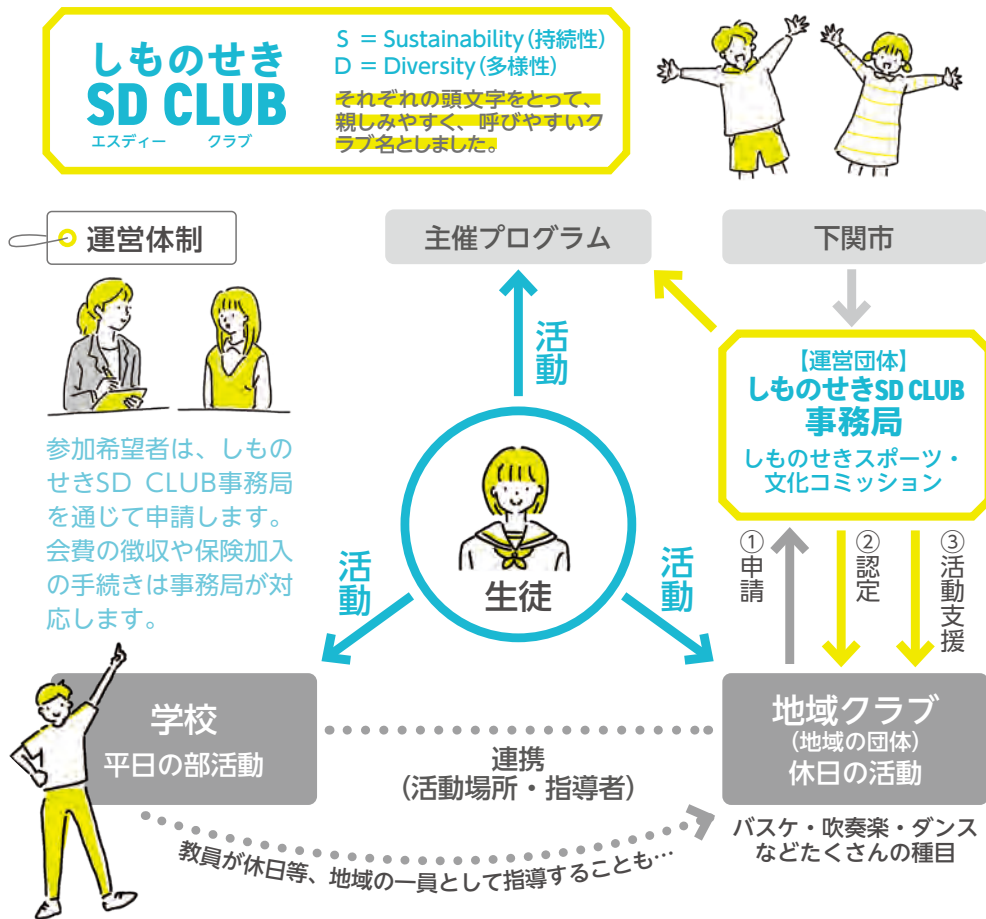 しものせき
SD CLUB
エスディー クラブ
S = Sustainability(持続性)
D = Diversity(多様性)
それぞれの頭文字をとって、
親しみやすく、呼びやすいク
ラブ名としました。
運営体制
主催プログラム
下関市
活動
【運営団体】
しものせきSD CLUB
事務局
しものせきスポーツ・
文化コミッション
参加希望者は、しもの
せきSD CLUB事務局
を通じて申請します。
会費の徴収や保険加入
の手続きは事務局が対
応します。
生徒
活動
活動
①申請
②認定
③活動支援
学校
平日の部活動
連携
(活動場所・指導者)
地域クラブ
(地域の団体)
休日の活動
教員が休日等、地域の一員として指導することも…
バスケ・吹奏楽・ダンス
などたくさんの種目